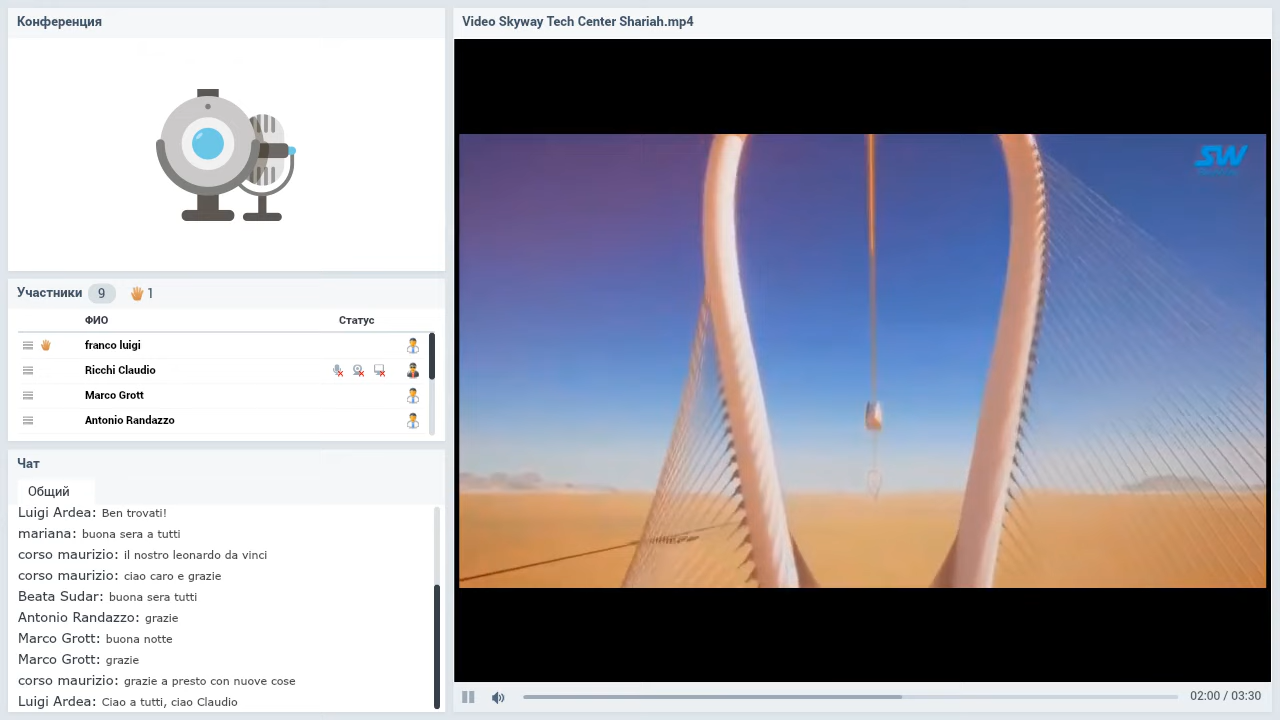 Конференция
Участники 9 1
ФИО Статус
franco luigi
Ricchi Claudio
Marco Grott
Antonio Randazzo
Чат
Общий
Luigi Ardea: Ben trovati!
mariana: buona sera a tutti
corso maurizio: il nostro leonardo da vinci
corso maurizio: ciao caro e grazie
Beata Sudar: buona sera tutti
Antonio Randazzo: grazie
Marco Grott: buona notte
Marco Grott: grazie
corso maurizio: grazie a presto con nuove cose
Luigi Ardea: Ciao a tutti, ciao Claudio
Video Skyway Tech Center Shariah.mp4
SW
02:00 / 03:30